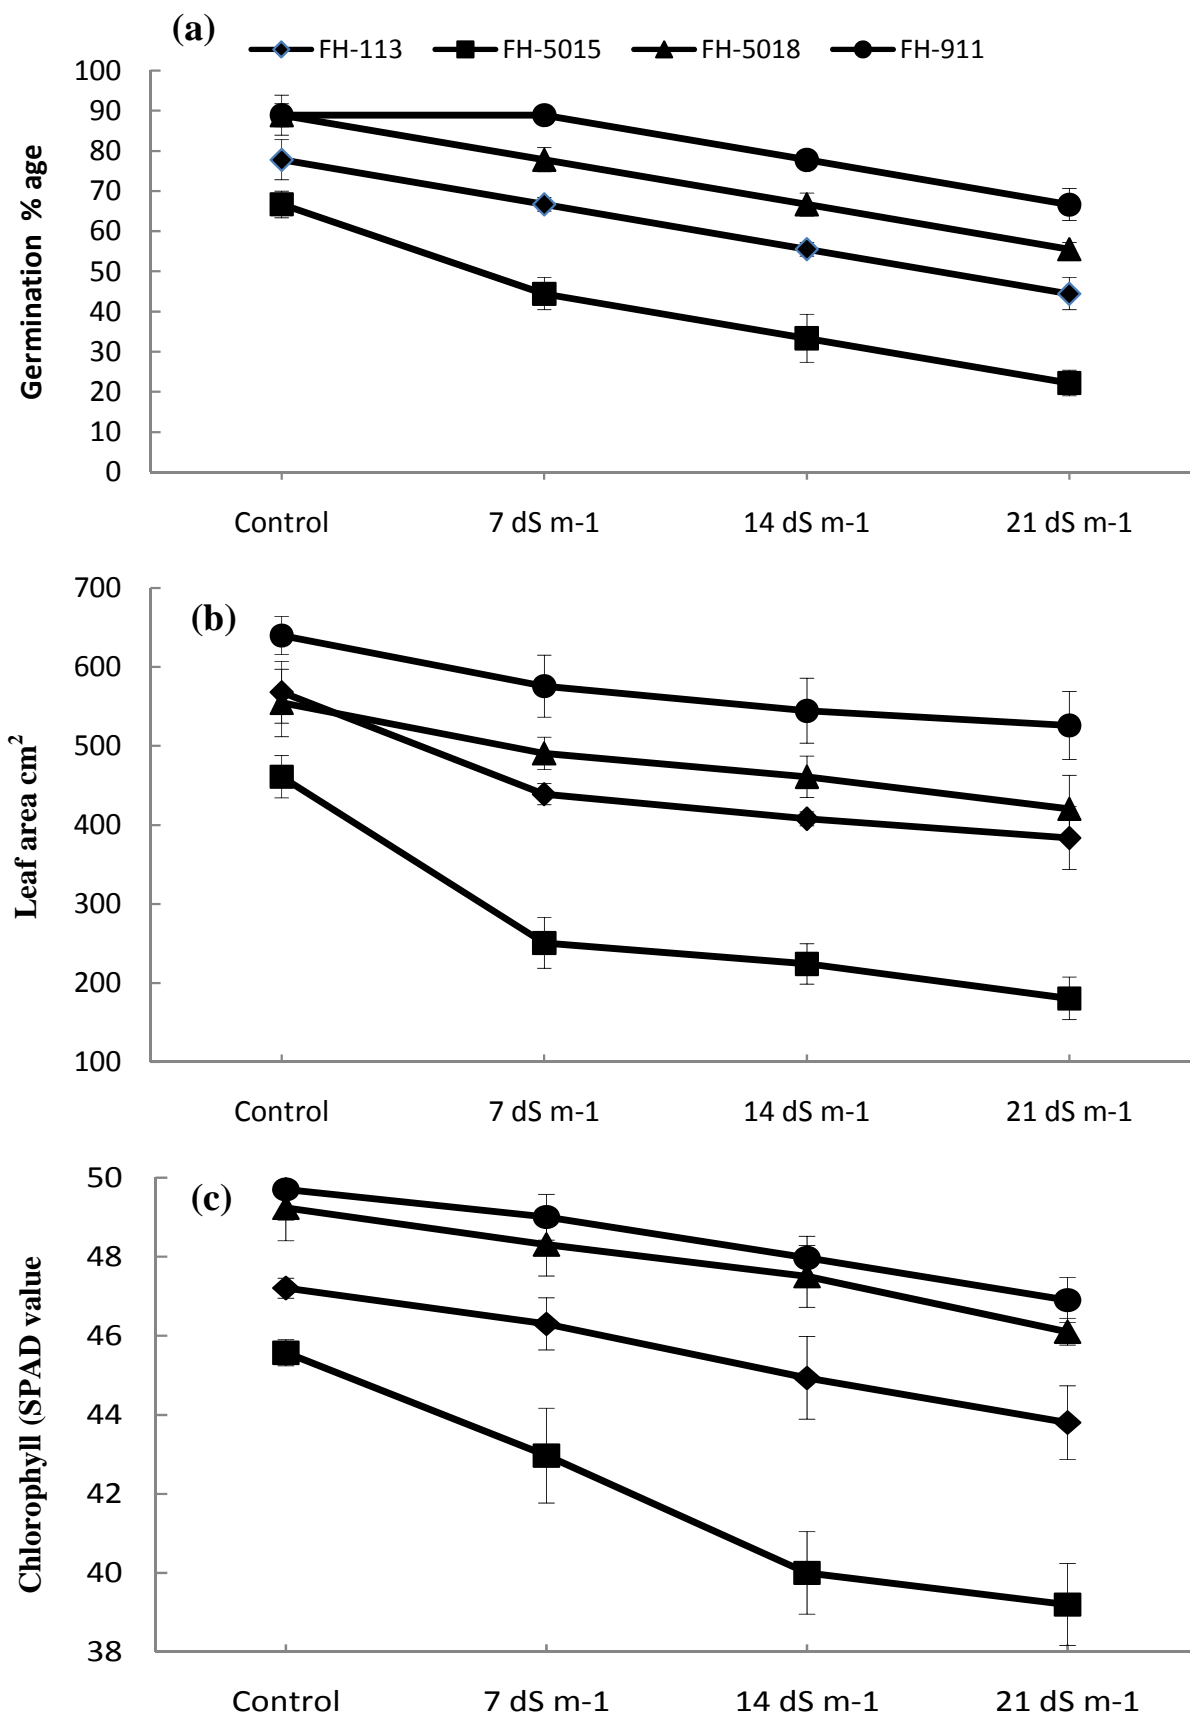 (a)
FH-113 FH-5015 FH-5018 FH-911
Germination % age
100
90
80
70
60
50
40
30
20
10
0
Control 7 dS m-1 14 dS m-1 21 dS m-1
(b)
Leaf area cm²
700
600
500
400
300
200
100
Control 7 dS m-1 14 dS m-1 21 dS m-1
(c)
Chlorophyll (SPAD value
50
48
46
44
42
40
38
Control 7 dS m-1 14 dS m-1 21 dS m-1